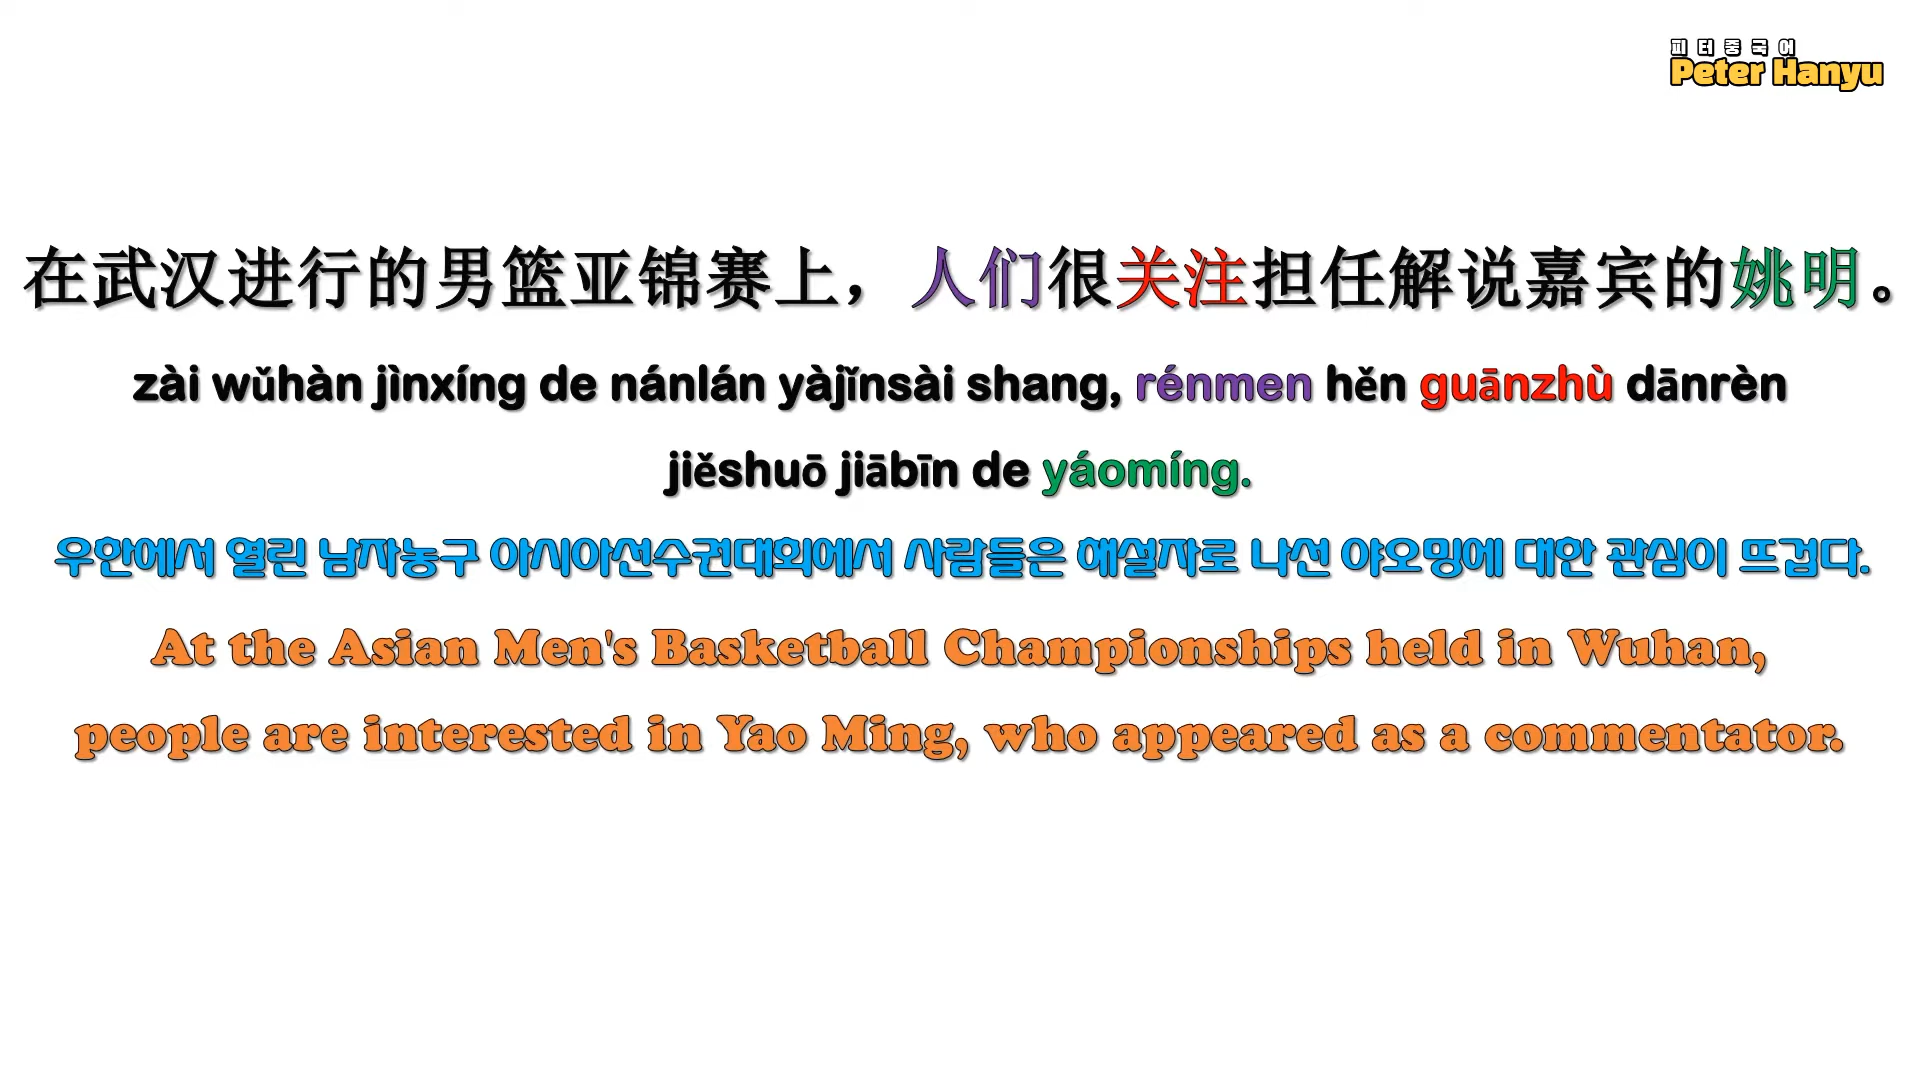 피터중국어
Peter Hanyu
在武汉进行的男篮亚锦赛上，人们很关注担任解说嘉宾的姚明。
zài wǔhàn jìnxíng de nánlán yàjǐnsài shang, rénmen hěn guānzhù dānrèn
jiěshuō jiābīn de yáomíng.
우한에서 열린 남자농구 아시아선수권대회에서 사람들은 해설자로 나선 야오밍에 대한 관심이 뜨겁다.
At the Asian Men's Basketball Championships held in Wuhan,
people are interested in Yao Ming, who appeared as a commentator.